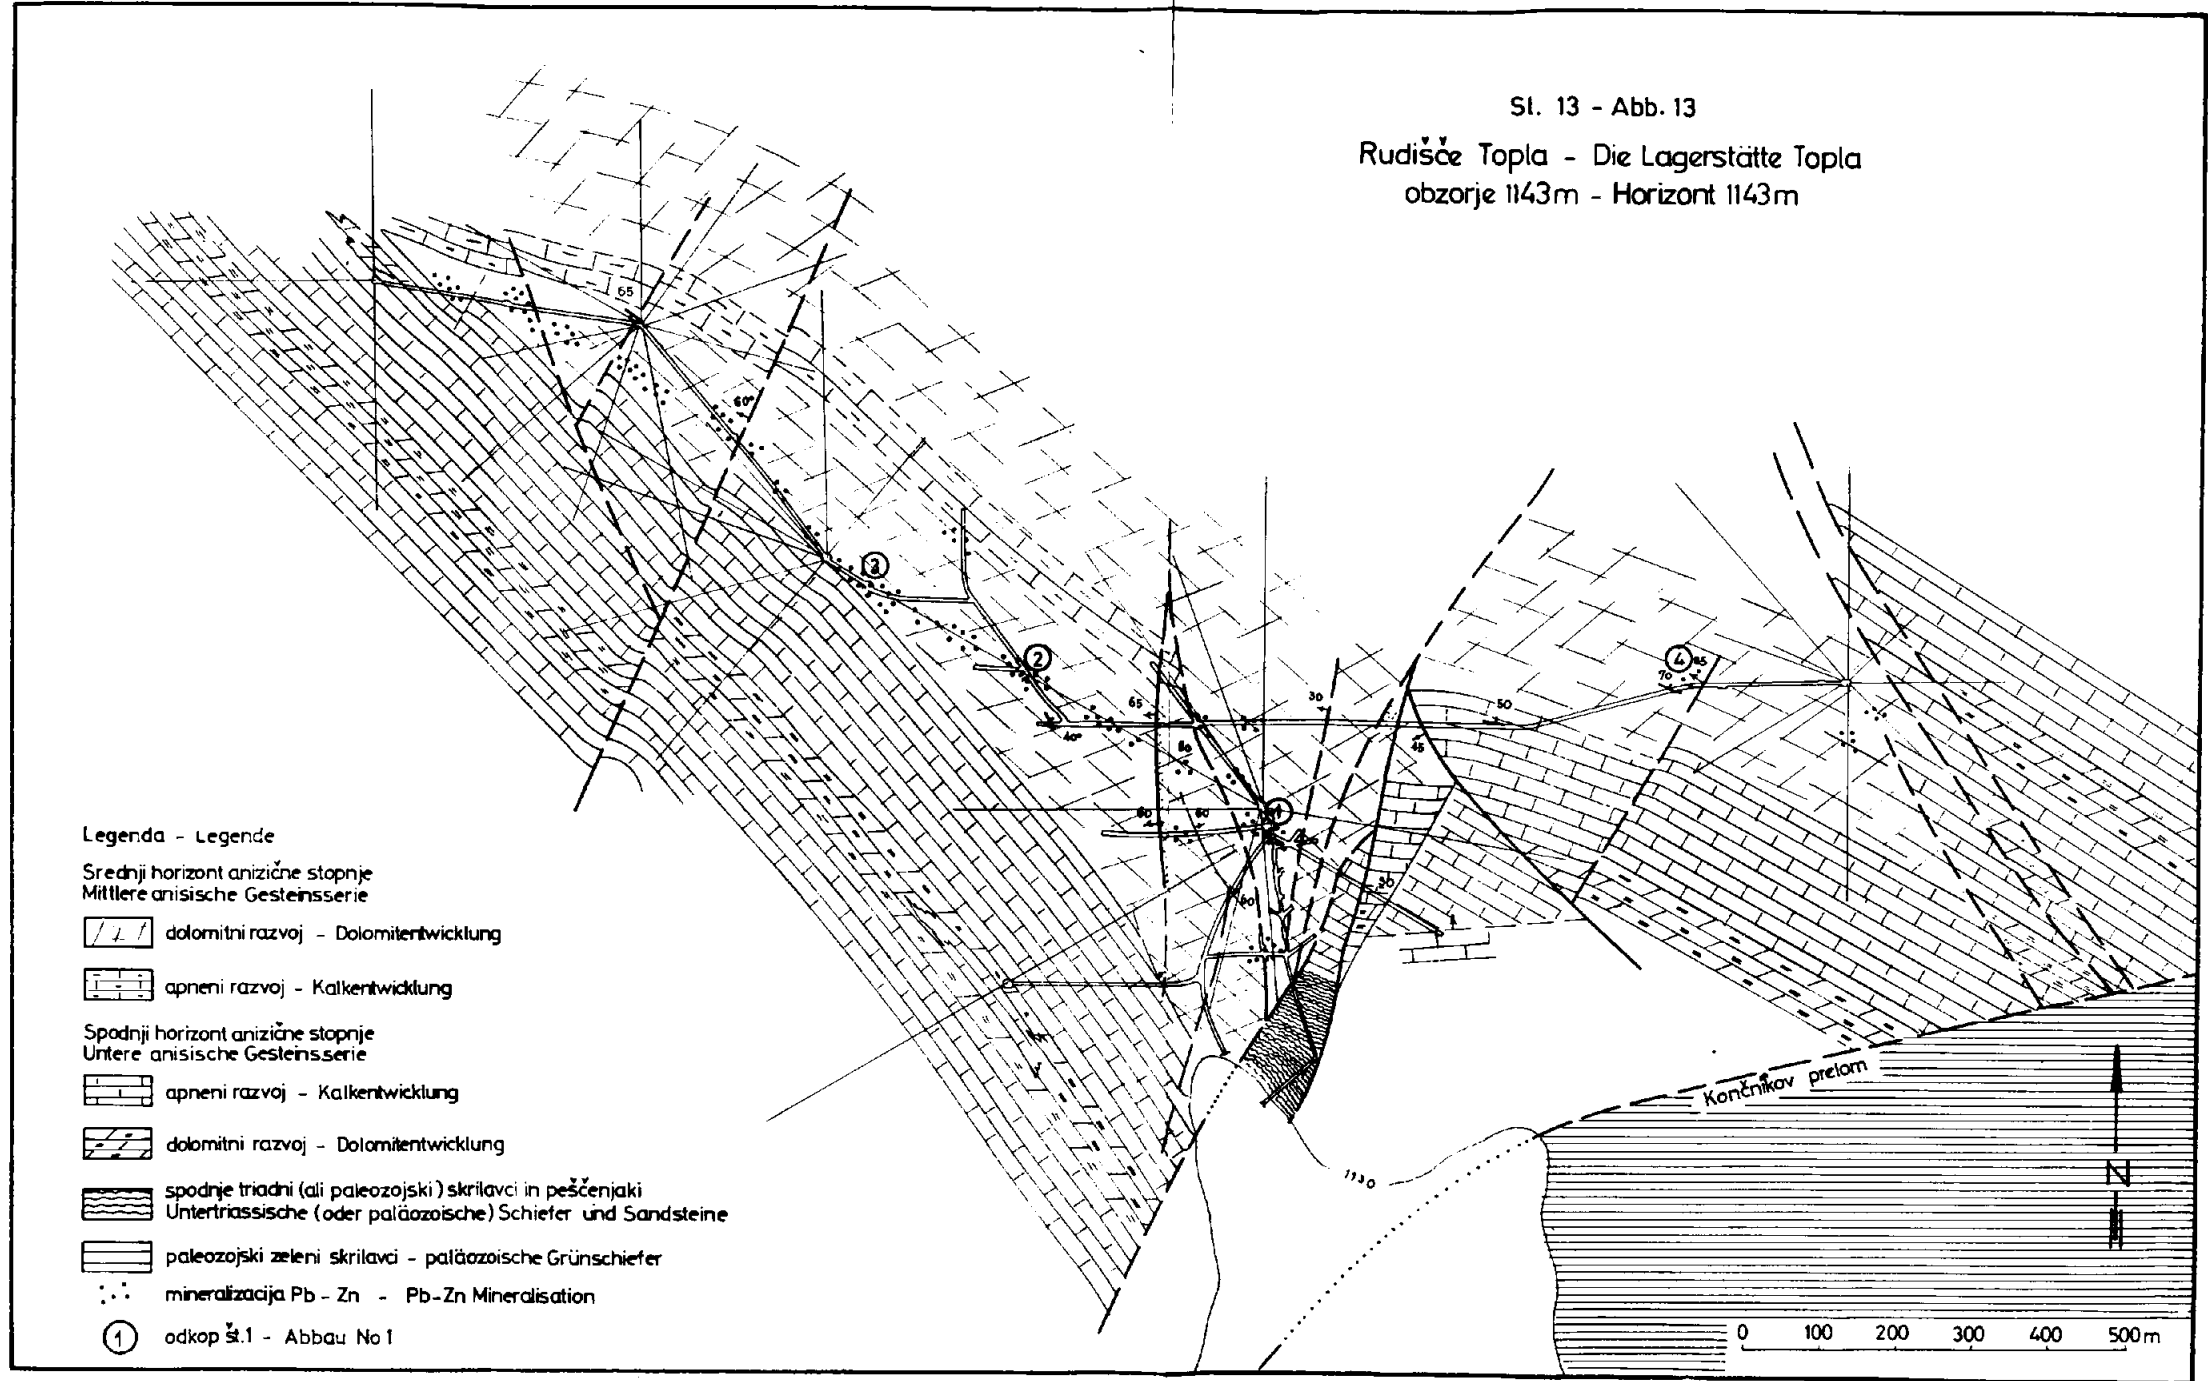 Sl. 13 - Abb. 13
Rudišče Topla - Die Lagerstätte Topla
obzorje 1143m - Horizont 1143m
65
60°
3
2
4
85
70
65
30
50
40°
45
80
1
60
60
50
60
Legenda - Legende
Srednji horizont anizične stopnje
Mittlere anisische Gesteinsserie
dolomitni razvoj - Dolomitentwicklung
apneni razvoj - Kalkentwicklung
Spodnji horizont anizične stopnje
Untere anisische Gesteinsserie
apneni razvoj - Kalkentwicklung
dolomitni razvoj - Dolomitentwicklung
spodnje triadni (ali paleozojski) skrilavci in peščenjaki
Untertriassische (oder paläozoische) Schiefer und Sandsteine
paleozojski zeleni skrilavci - paläozoische Grünschiefer
mineralizacija Pb - Zn - Pb-Zn Mineralisation
1 odkop št.1 - Abbau No 1
Končnikov prelom
1130
N
0 100 200 300 400 500m